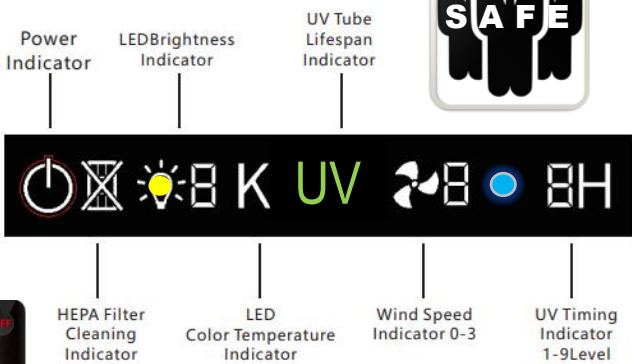 SAFE
Power
Indicator
LEDBrightness
Indicator
UV Tube
Lifespan
Indicator
8 K UV 8 8H
HEPA Filter
Cleaning
Indicator
LED
Color Temperature
Indicator
Wind Speed
Indicator 0-3
UV Timing
Indicator
1-9Level